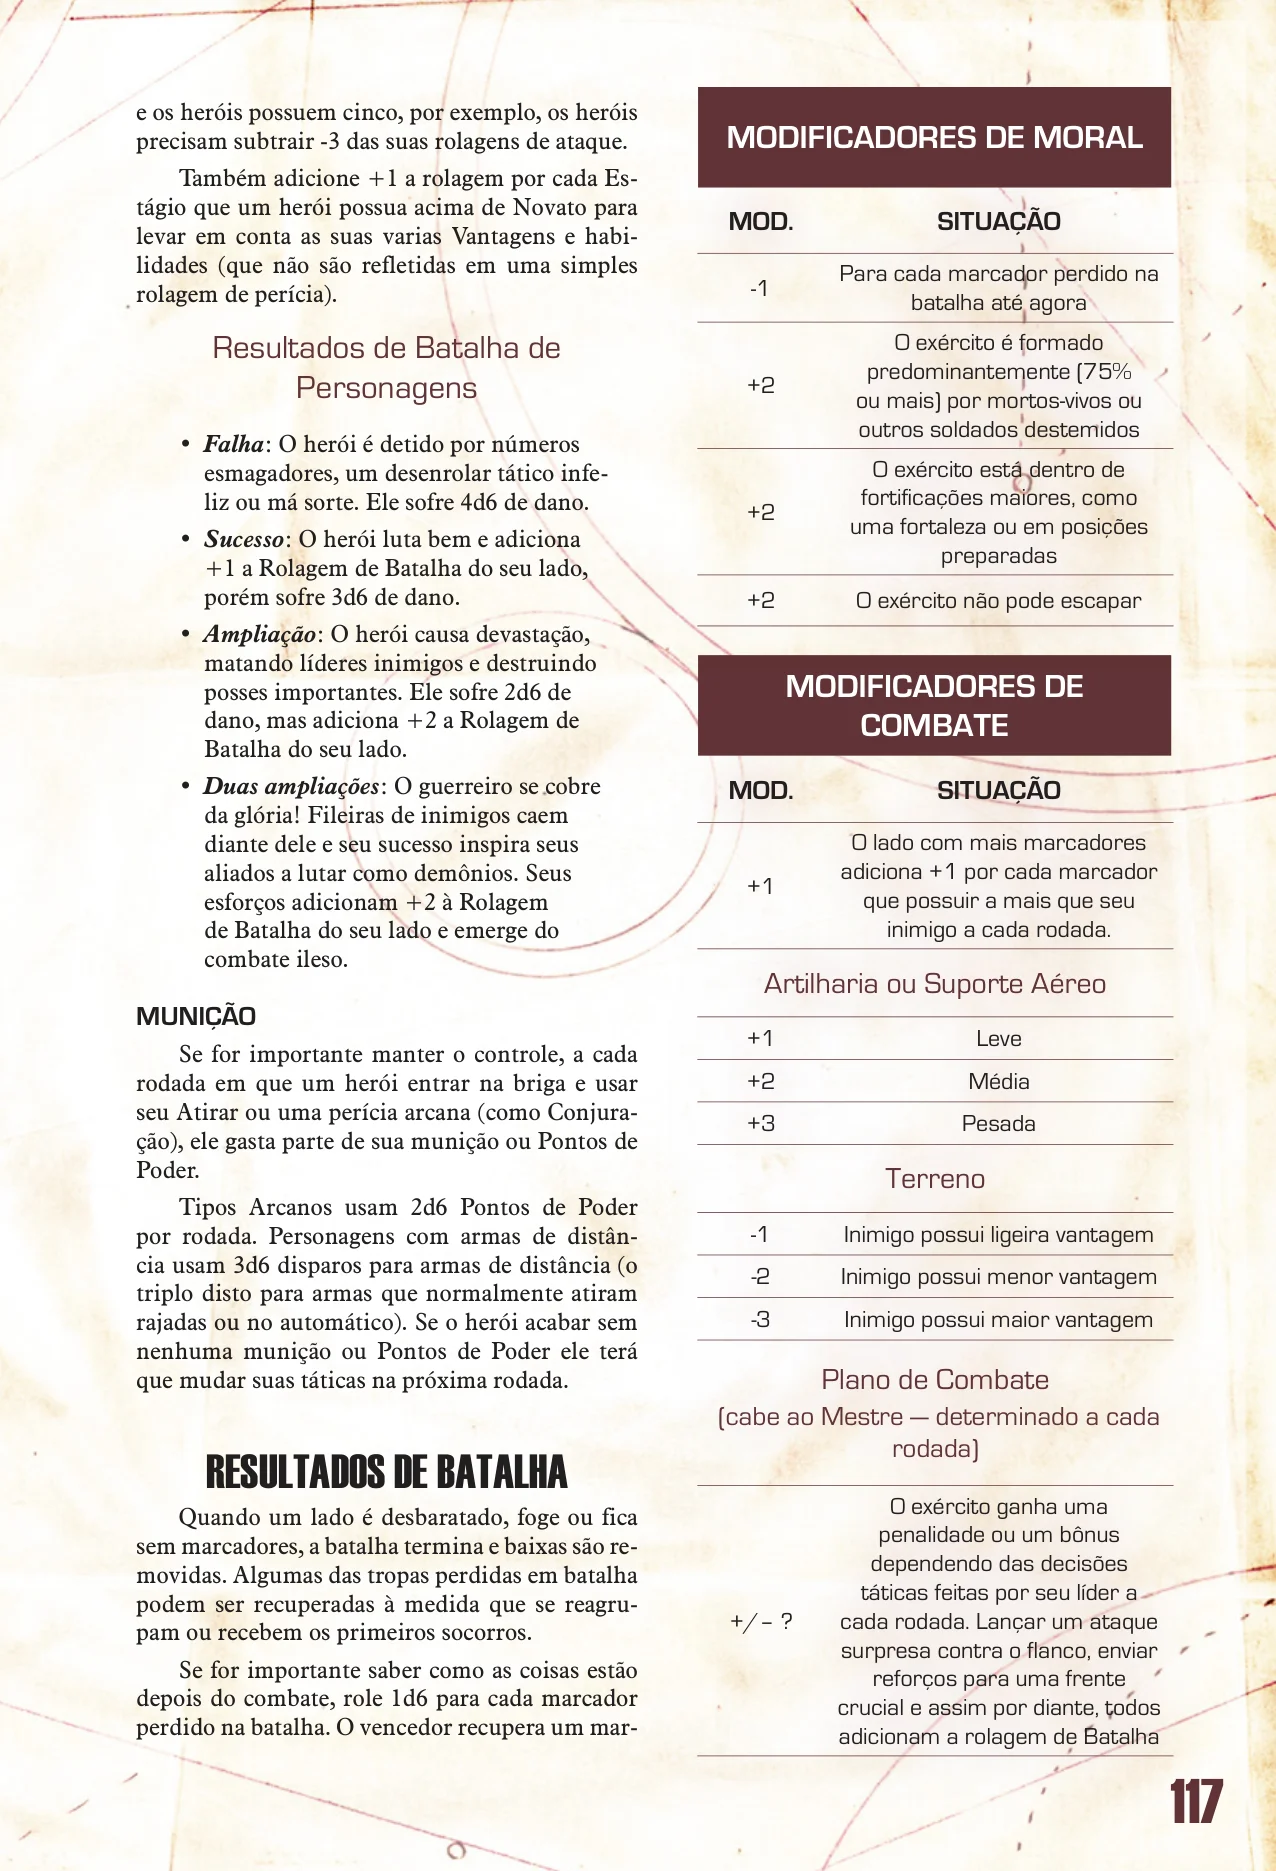 e os heróis possuem cinco, por exemplo, os heróis
precisam subtrair -3 das suas rolagens de ataque.
Também adicione +1 a rolagem por cada Es-
tágio que um herói possua acima de Novato para
levar em conta as suas varias Vantagens e habi-
lidades (que não são refletidas em uma simples
rolagem de perícia).
Resultados de Batalha de
Personagens
• Falha: O herói é detido por números
esmagadores, um desenrolar tático infe-
liz ou má sorte. Ele sofre 4d6 de dano.
• Sucesso: O herói luta bem e adiciona
+1 a Rolagem de Batalha do seu lado,
porém sofre 3d6 de dano.
• Ampliação: O herói causa devastação,
matando líderes inimigos e destruindo
posses importantes. Ele sofre 2d6 de
dano, mas adiciona +2 a Rolagem de
Batalha do seu lado.
• Duas ampliações: O guerreiro se cobre
da glória! Fileiras de inimigos caem
diante dele e seu sucesso inspira seus
aliados a lutar como demônios. Seus
esforços adicionam +2 à Rolagem
de Batalha do seu lado e emerge do
combate ileso.
MUNIÇÃO
Se for importante manter o controle, a cada
rodada em que um herói entrar na briga e usar
seu Atirar ou uma perícia arcana (como Conjura-
ção), ele gasta parte de sua munição ou Pontos de
Poder.
Tipos Arcanos usam 2d6 Pontos de Poder
por rodada. Personagens com armas de distân-
cia usam 3d6 disparos para armas de distância (o
triplo disto para armas que normalmente atiram
rajadas ou no automático). Se o herói acabar sem
nenhuma munição ou Pontos de Poder ele terá
que mudar suas táticas na próxima rodada.
RESULTADOS DE BATALHA
Quando um lado é desbaratado, foge ou fica
sem marcadores, a batalha termina e baixas são re-
movidas. Algumas das tropas perdidas em batalha
podem ser recuperadas à medida que se reagru-
pam ou recebem os primeiros socorros.
Se for importante saber como as coisas estão
depois do combate, role 1d6 para cada marcador
perdido na batalha. O vencedor recupera um mar-
MODIFICADORES DE MORAL
MOD. SITUAÇÃO
-1 Para cada marcador perdido na
batalha até agora
+2 O exército é formado
predominantemente (75%
ou mais) por mortos-vivos ou
outros soldados destemidos
+2 O exército está dentro de
fortificações maiores, como
uma fortaleza ou em posições
preparadas
+2 O exército não pode escapar
MODIFICADORES DE
COMBATE
MOD. SITUAÇÃO
+1 O lado com mais marcadores
adiciona +1 por cada marcador
que possuir a mais que seu
inimigo a cada rodada.
Artilharia ou Suporte Aéreo
+1 Leve
+2 Média
+3 Pesada
Terreno
-1 Inimigo possui ligeira vantagem
-2 Inimigo possui menor vantagem
-3 Inimigo possui maior vantagem
Plano de Combate
(cabe ao Mestre — determinado a cada
rodada)
+/– ? O exército ganha uma
penalidade ou um bônus
dependendo das decisões
táticas feitas por seu líder a
cada rodada. Lançar um ataque
surpresa contra o flanco, enviar
reforços para uma frente
crucial e assim por diante, todos
adicionam a rolagem de Batalha
117